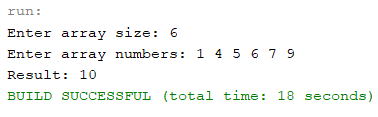 run:
Enter array size: 6
Enter array numbers: 1 4 5 6 7 9
Result: 10
BUILD SUCCESSFUL (total time: 18 seconds)